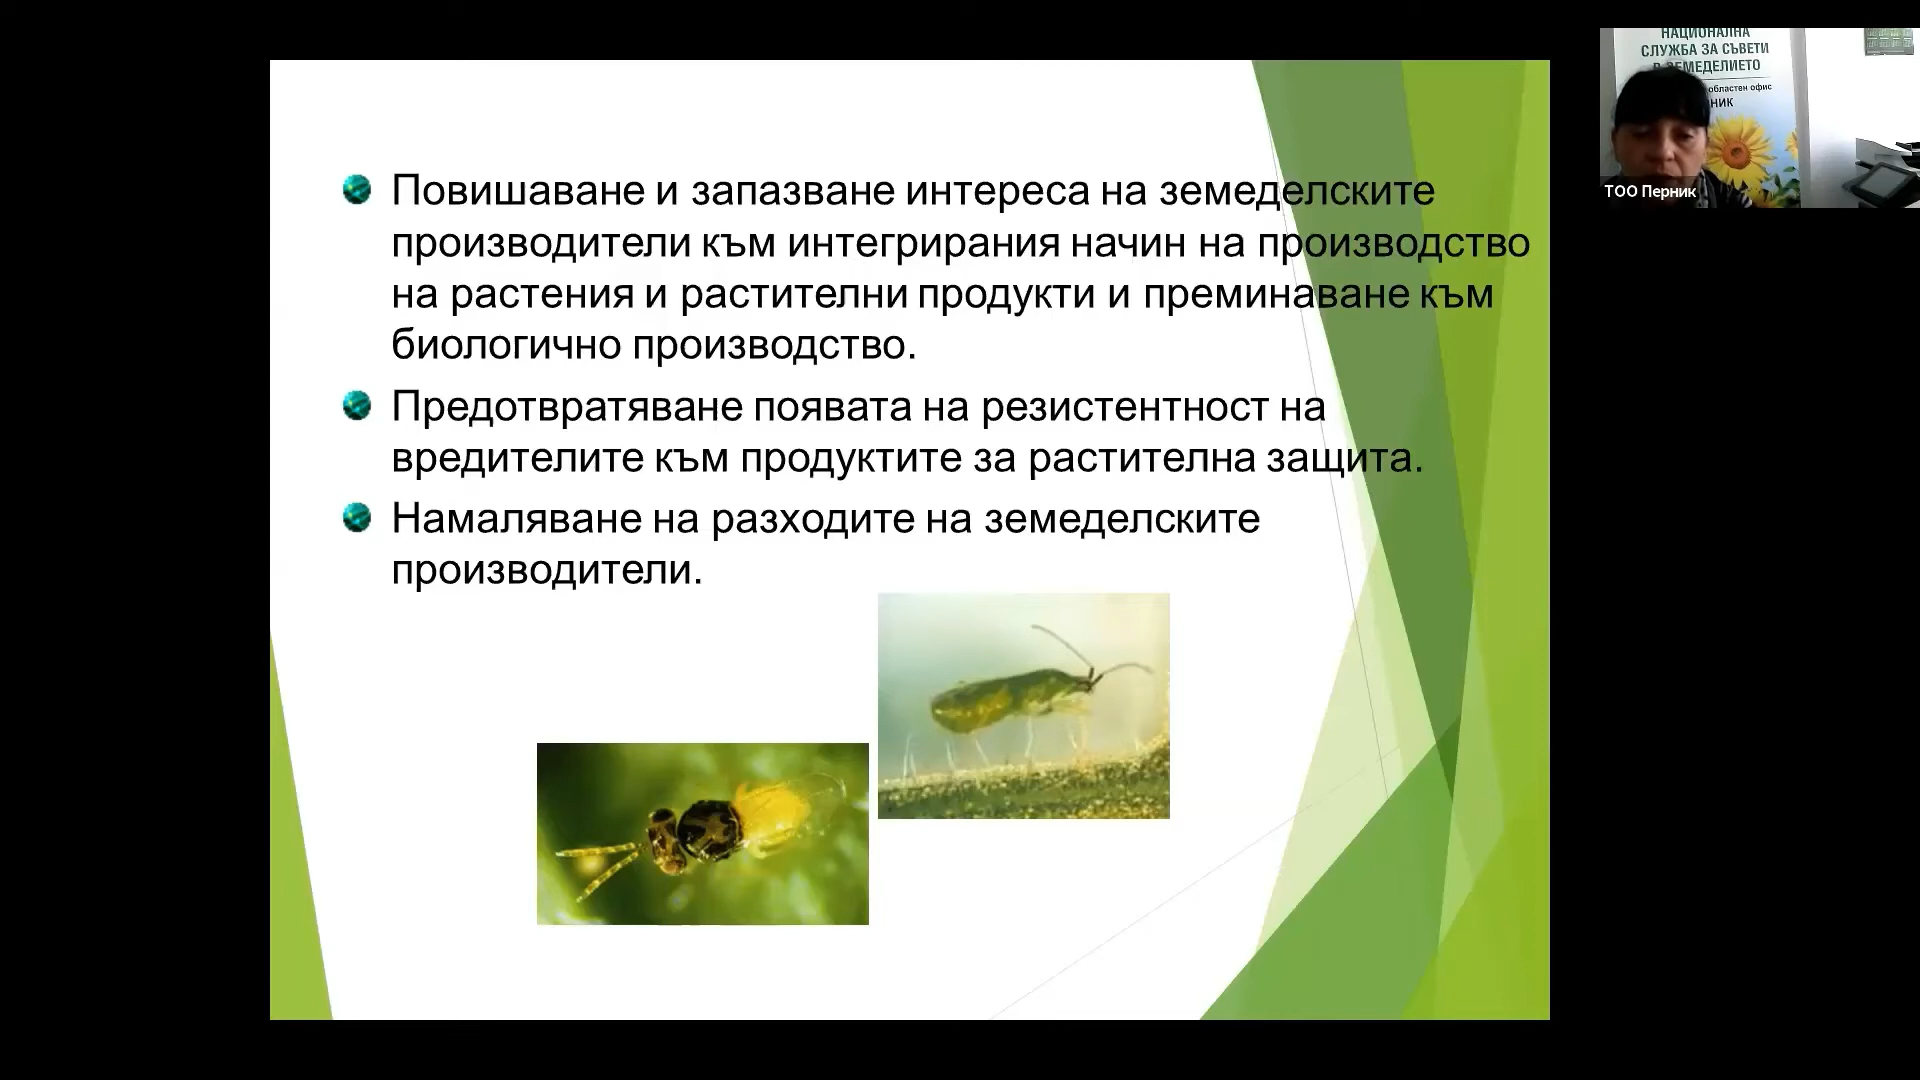 Повишаване и запазване интереса на земеделските
производители към интегрирания начин на производство
на растения и растителни продукти и преминаване към
биологично производство.
Предотвратяване появата на резистентност на
вредителите към продуктите за растителна защита.
Намаляване на разходите на земеделските
производители.
НАЦИОНАЛНА
СЛУЖБА ЗА СЪВЕТИ
В ЗЕМЕДЕЛИЕТО
областен офис
ТОО Перник